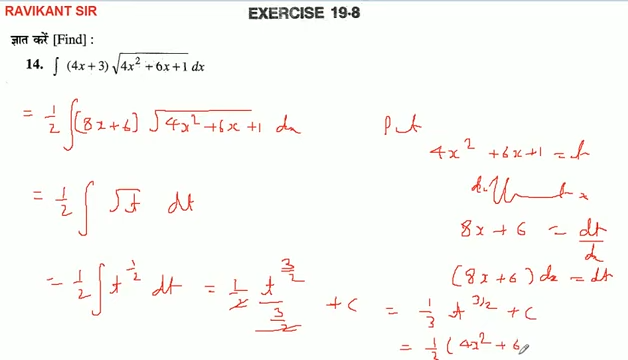 RAVIKANT SIR
EXERCISE 19-8
ज्ञात करें [Find] :
14. ∫ (4x + 3) √(4x² + 6x + 1) dx
= 1/2 ∫ (8x + 6) √(4x² + 6x + 1) dx
Put
4x² + 6x + 1 = t
8x + 6 = dt/dx
(8x + 6) dx = dt
= 1/2 ∫ √t dt
= 1/2 ∫ t^(1/2) dt = 1/2 t^(3/2)/(3/2) + C
= 1/3 t^(3/2) + C
= 1/3 (4x² + 6